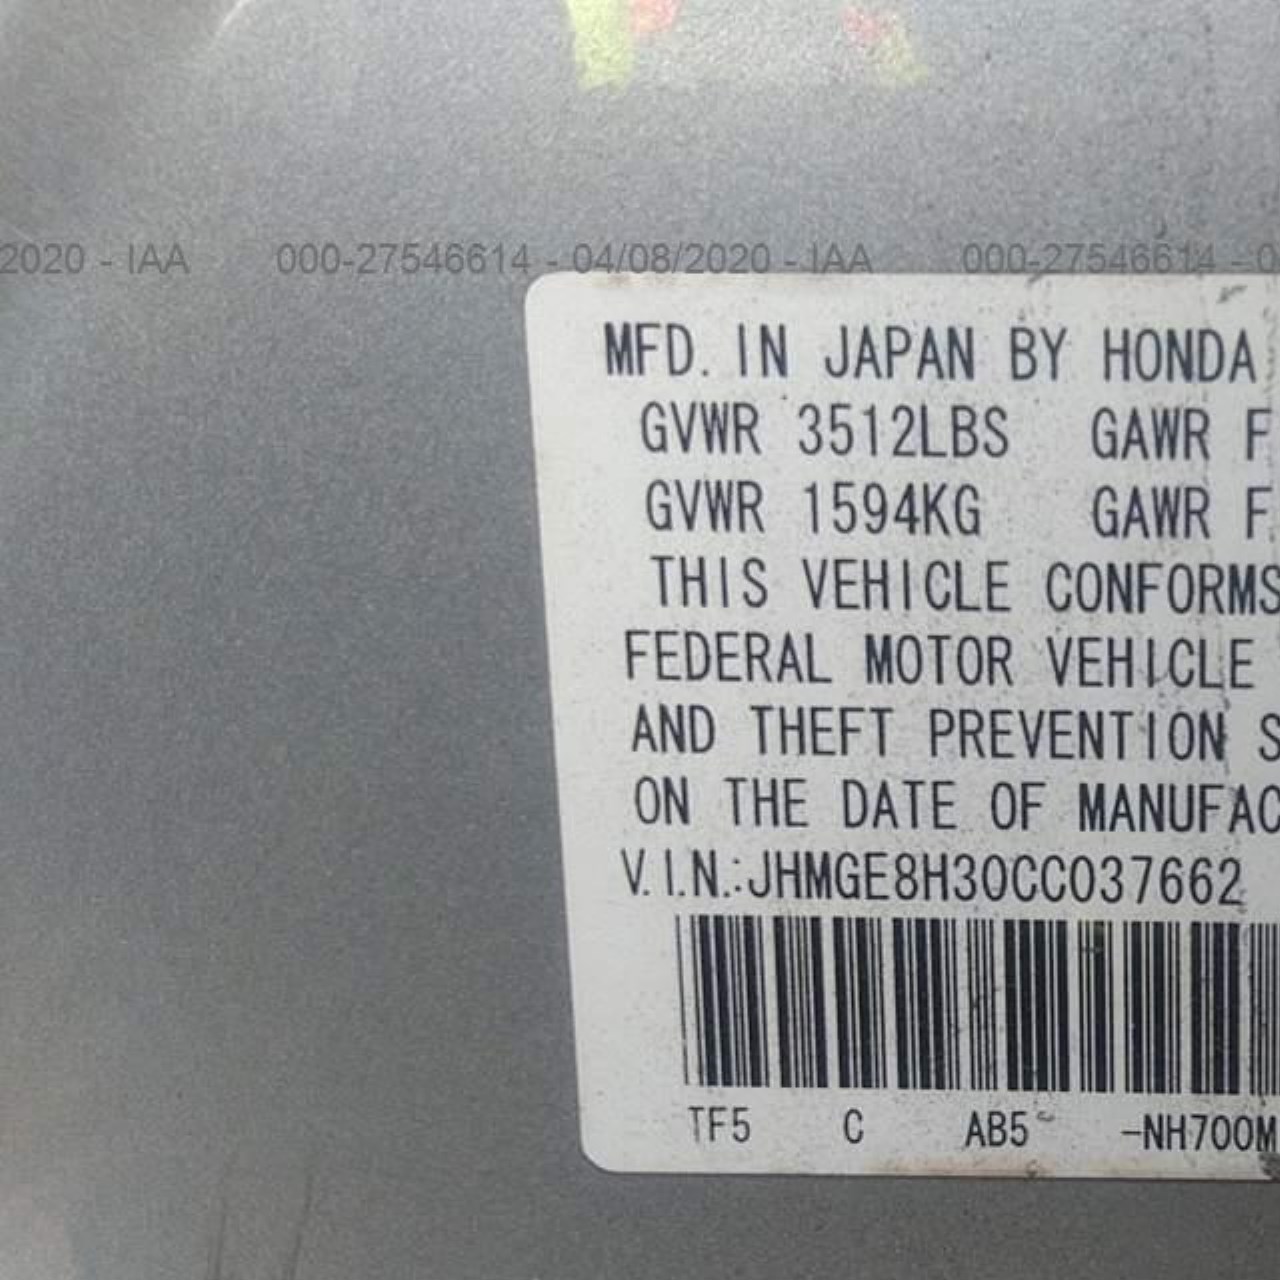 2020 - IAA 000-27546614 - 04/08/2020 - IAA 000-27546614 - 0
MFD. IN JAPAN BY HONDA
GVWR 3512LBS GAWR F
GVWR 1594KG GAWR F
THIS VEHICLE CONFORMS
FEDERAL MOTOR VEHICLE
AND THEFT PREVENTION S
ON THE DATE OF MANUFAC
V.I.N.:JHMGE8H30CC037662
TF5 C AB5 -NH700M